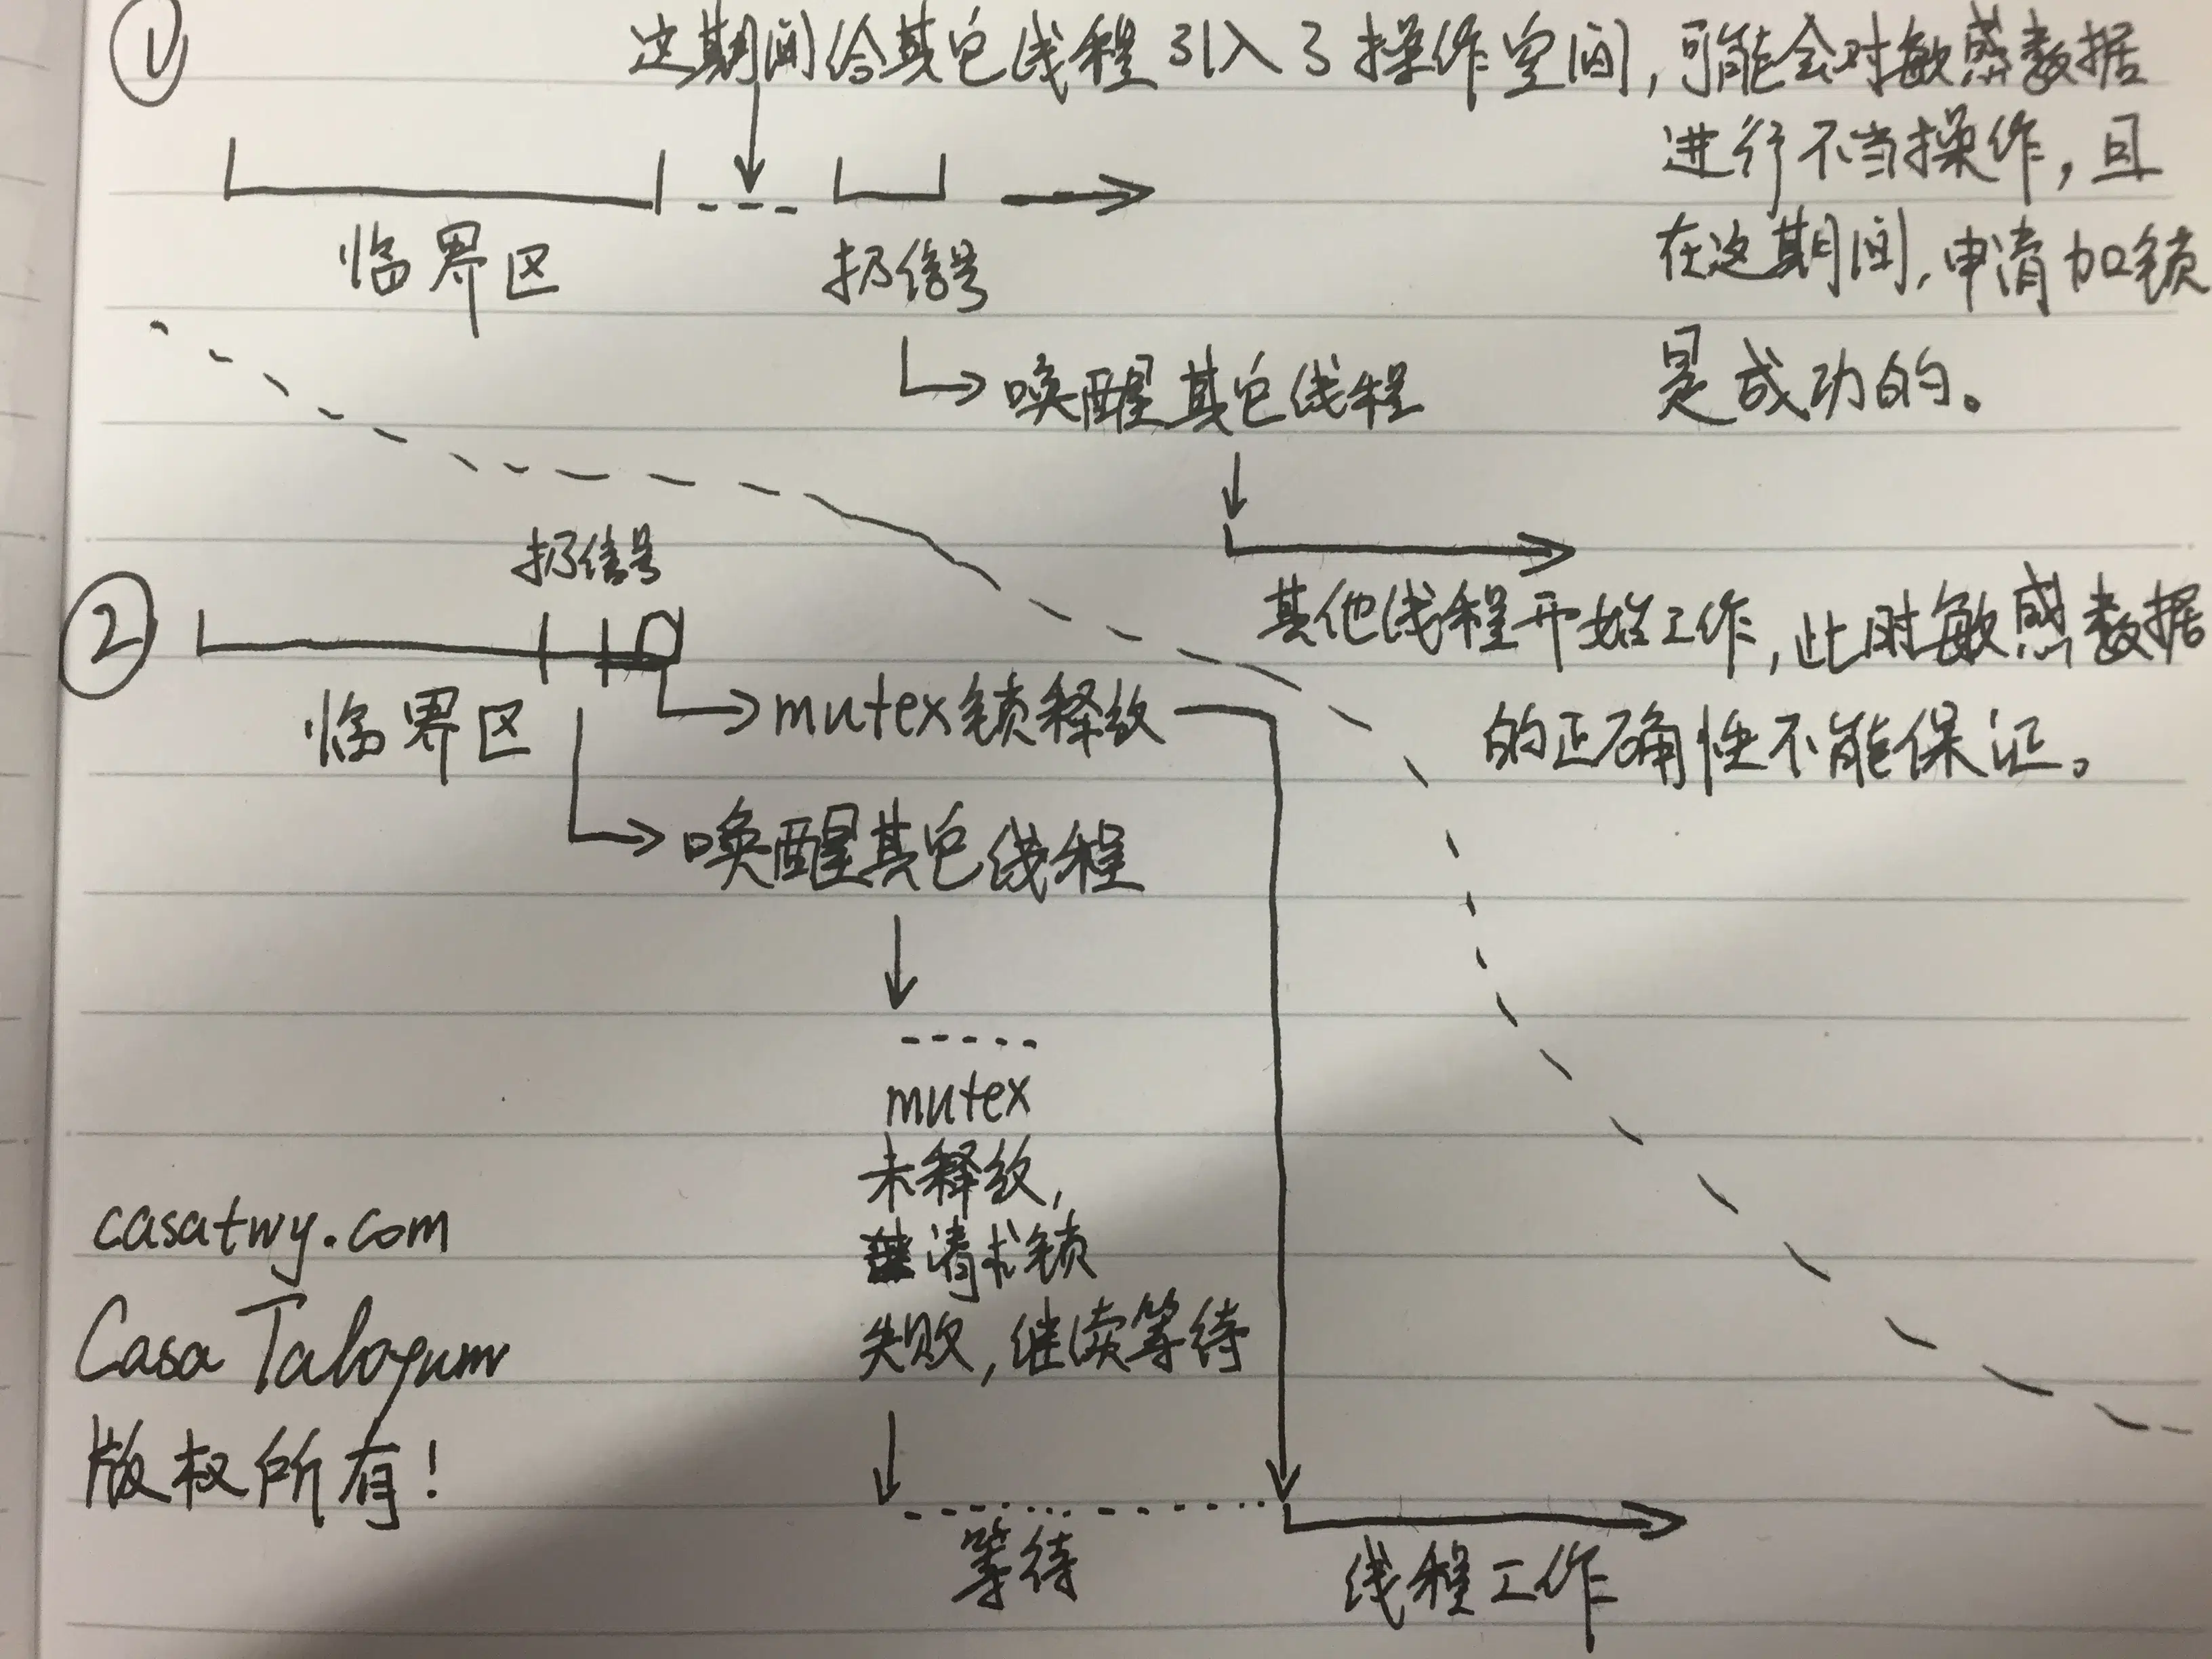 ①
这期间给其它线程引入了操作空间,可能会对敏感数据
进行不当操作,且
在这期间,申请加锁
是成功的。
临界区
扔信号
唤醒其它线程
其他线程开始工作,此时敏感数据
的正确性不能保证。
②
扔信号
临界区
mutex锁释放
唤醒其它线程
mutex
未释放,
请求锁
失败,继续等待
等待
线程工作
casatwy.com
Casa Taloyum
版权所有!